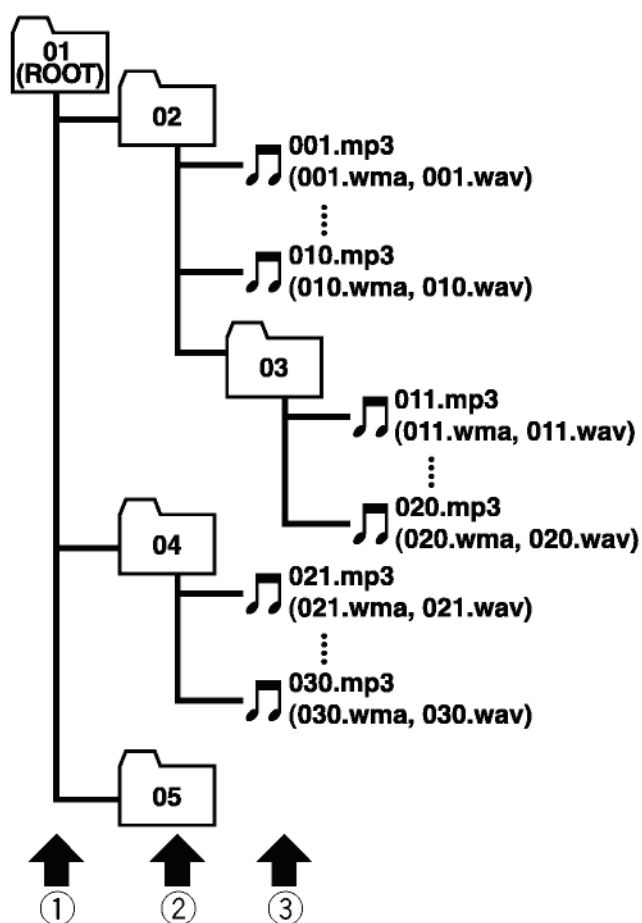 01
(ROOT)
02
001.mp3
(001.wma, 001.wav)
010.mp3
(010.wma, 010.wav)
03
011.mp3
(011.wma, 011.wav)
020.mp3
(020.wma, 020.wav)
04
021.mp3
(021.wma, 021.wav)
030.mp3
(030.wma, 030.wav)
05
① ② ③